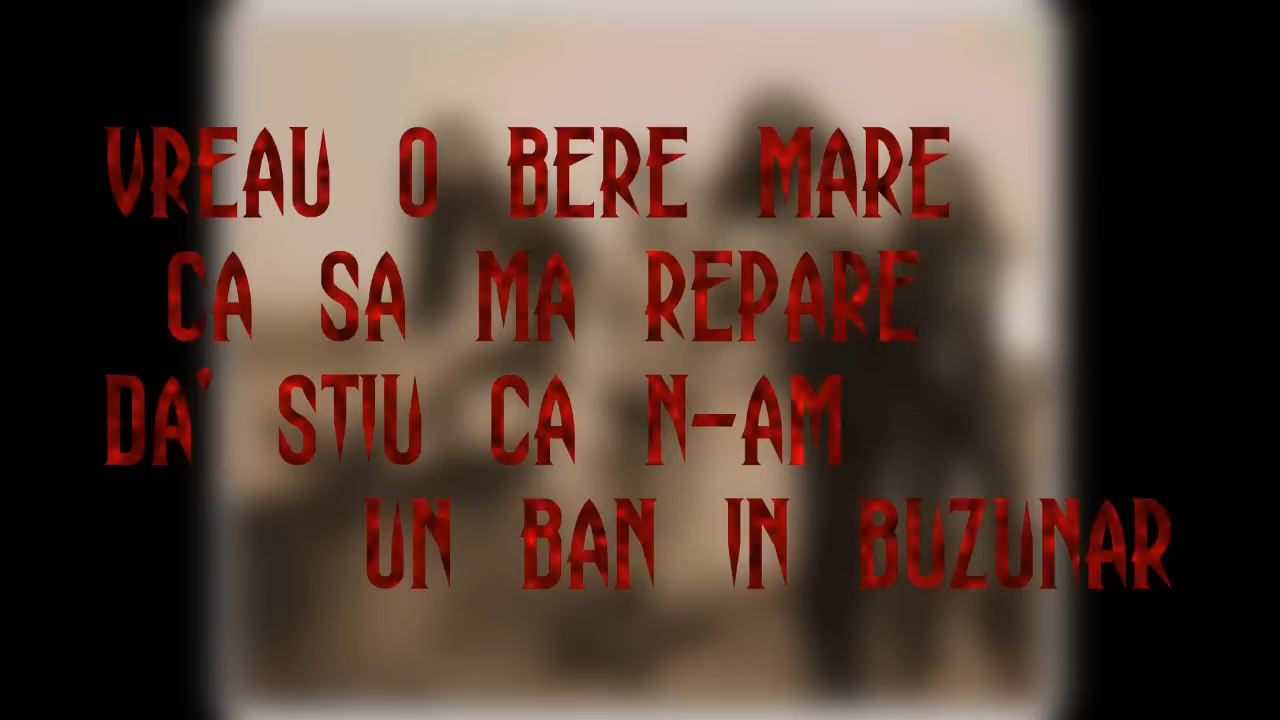 VREAU O BERE MARE
CA SA MA REPARE
DA' STIU CA N-AM
UN BAN IN BUZUNAR